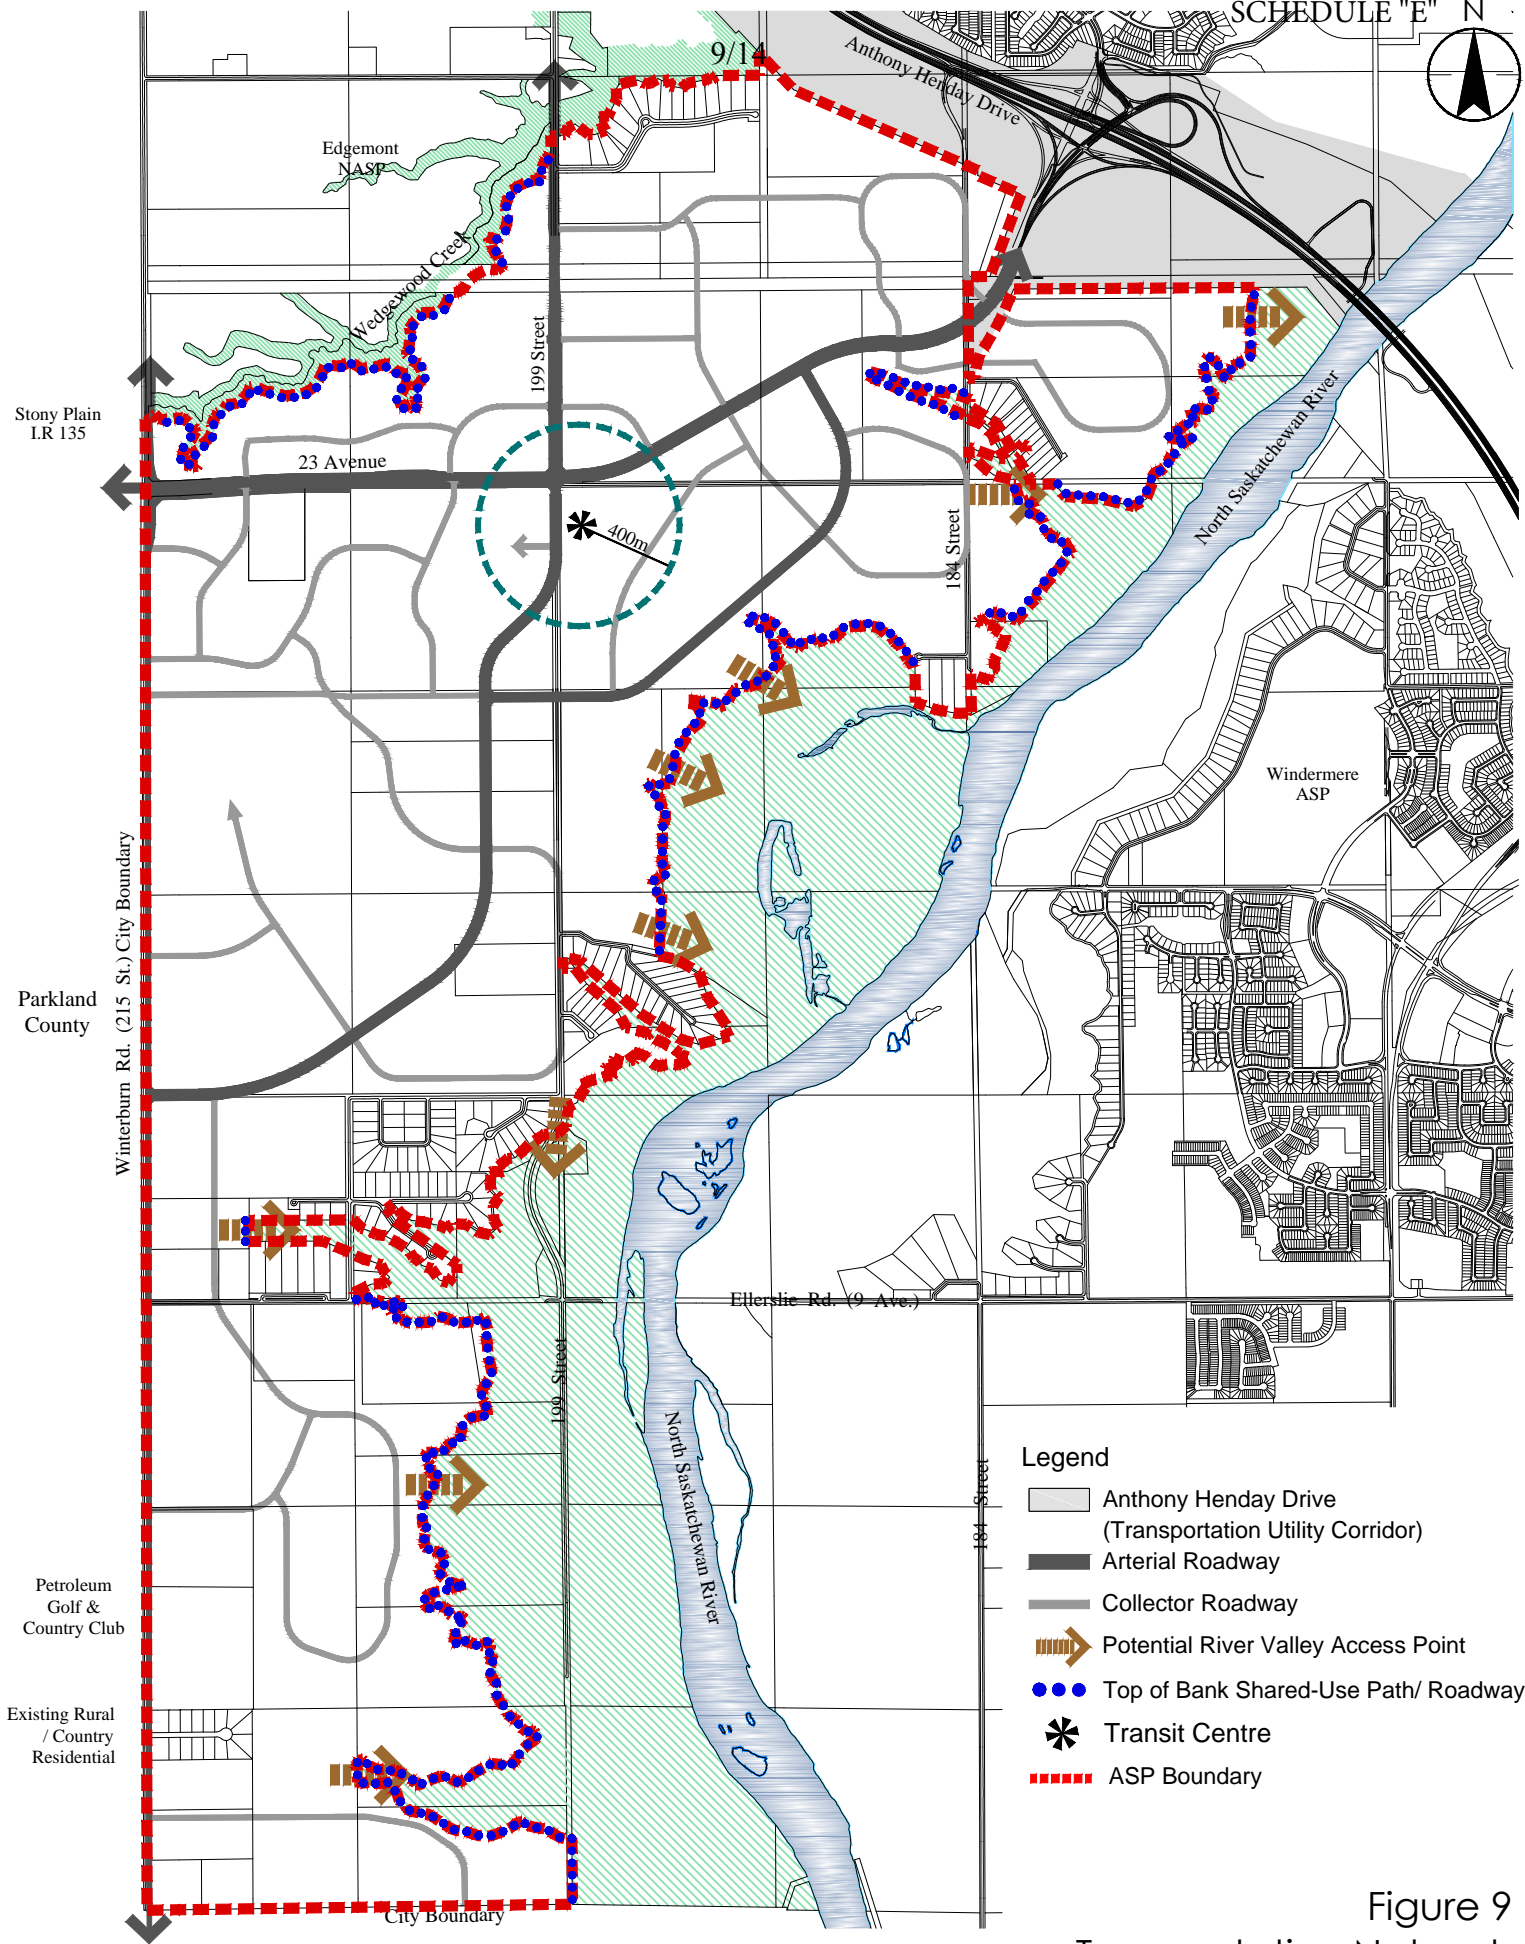 SCHEDULE "E"
N
9/14
Anthony Henday Drive
Edgemont
NASP
Wedgewood Creek
199 Street
Stony Plain
I.R 135
23 Avenue
400m
184 Street
North Saskatchewan River
Windermere
ASP
Winterburn Rd. (215 St.) City Boundary
Parkland
County
Ellerslie Rd. (9 Ave.)
199 Street
North Saskatchewan River
184 Street
Petroleum
Golf &
Country Club
Existing Rural
/ Country
Residential
City Boundary
Legend
Anthony Henday Drive
(Transportation Utility Corridor)
Arterial Roadway
Collector Roadway
Potential River Valley Access Point
Top of Bank Shared-Use Path/ Roadway
Transit Centre
ASP Boundary
Figure 9